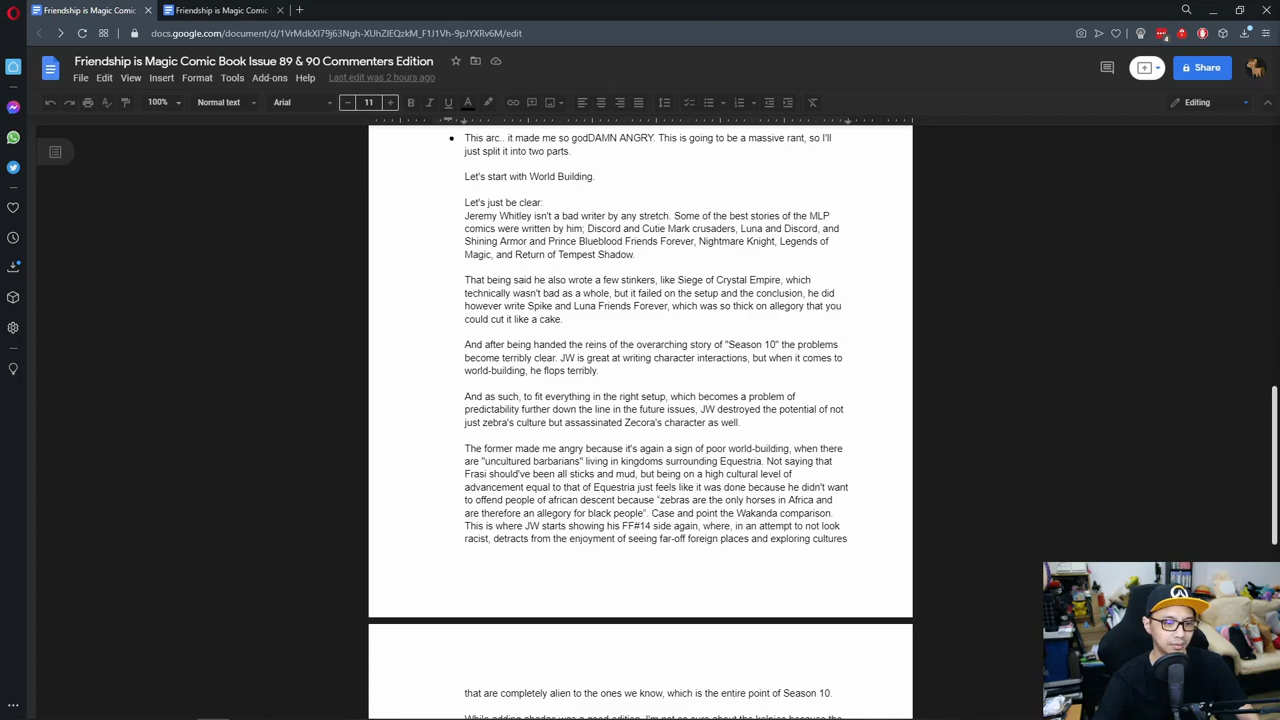 Friendship is Magic Comic
Friendship is Magic Comic
docs.google.com/document/d/1VrMdkXl79j63Ngh-XUhZIEQzkM_F1J1Vh-9pJYXRv6M/edit
Friendship is Magic Comic Book Issue 89 & 90 Commenters Edition
File Edit View Insert Format Tools Add-ons Help Last edit was 2 hours ago
Share
100% Normal text Arial 11 Editing
This arc.. it made me so godDAMN ANGRY. This is going to be a massive rant, so I'll
just split it into two parts.
Let's start with World Building.
Let's just be clear:
Jeremy Whitley isn't a bad writer by any stretch. Some of the best stories of the MLP
comics were written by him; Discord and Cutie Mark crusaders, Luna and Discord, and
Shining Armor and Prince Blueblood Friends Forever, Nightmare Knight, Legends of
Magic, and Return of Tempest Shadow.
That being said he also wrote a few stinkers, like Siege of Crystal Empire, which
technically wasn't bad as a whole, but it failed on the setup and the conclusion, he did
however write Spike and Luna Friends Forever, which was so thick on allegory that you
could cut it like a cake.
And after being handed the reins of the overarching story of "Season 10" the problems
become terribly clear. JW is great at writing character interactions, but when it comes to
world-building, he flops terribly.
And as such, to fit everything in the right setup, which becomes a problem of
predictability further down the line in the future issues, JW destroyed the potential of not
just zebra's culture but assassinated Zecora's character as well.
The former made me angry because it's again a sign of poor world-building, when there
are "uncultured barbarians" living in kingdoms surrounding Equestria. Not saying that
Frasi should've been all sticks and mud, but being on a high cultural level of
advancement equal to that of Equestria just feels like it was done because he didn't want
to offend people of african descent because "zebras are the only horses in Africa and
are therefore an allegory for black people". Case and point the Wakanda comparison.
This is where JW starts showing his FF#14 side again, where, in an attempt to not look
racist, detracts from the enjoyment of seeing far-off foreign places and exploring cultures
that are completely alien to the ones we know, which is the entire point of Season 10.